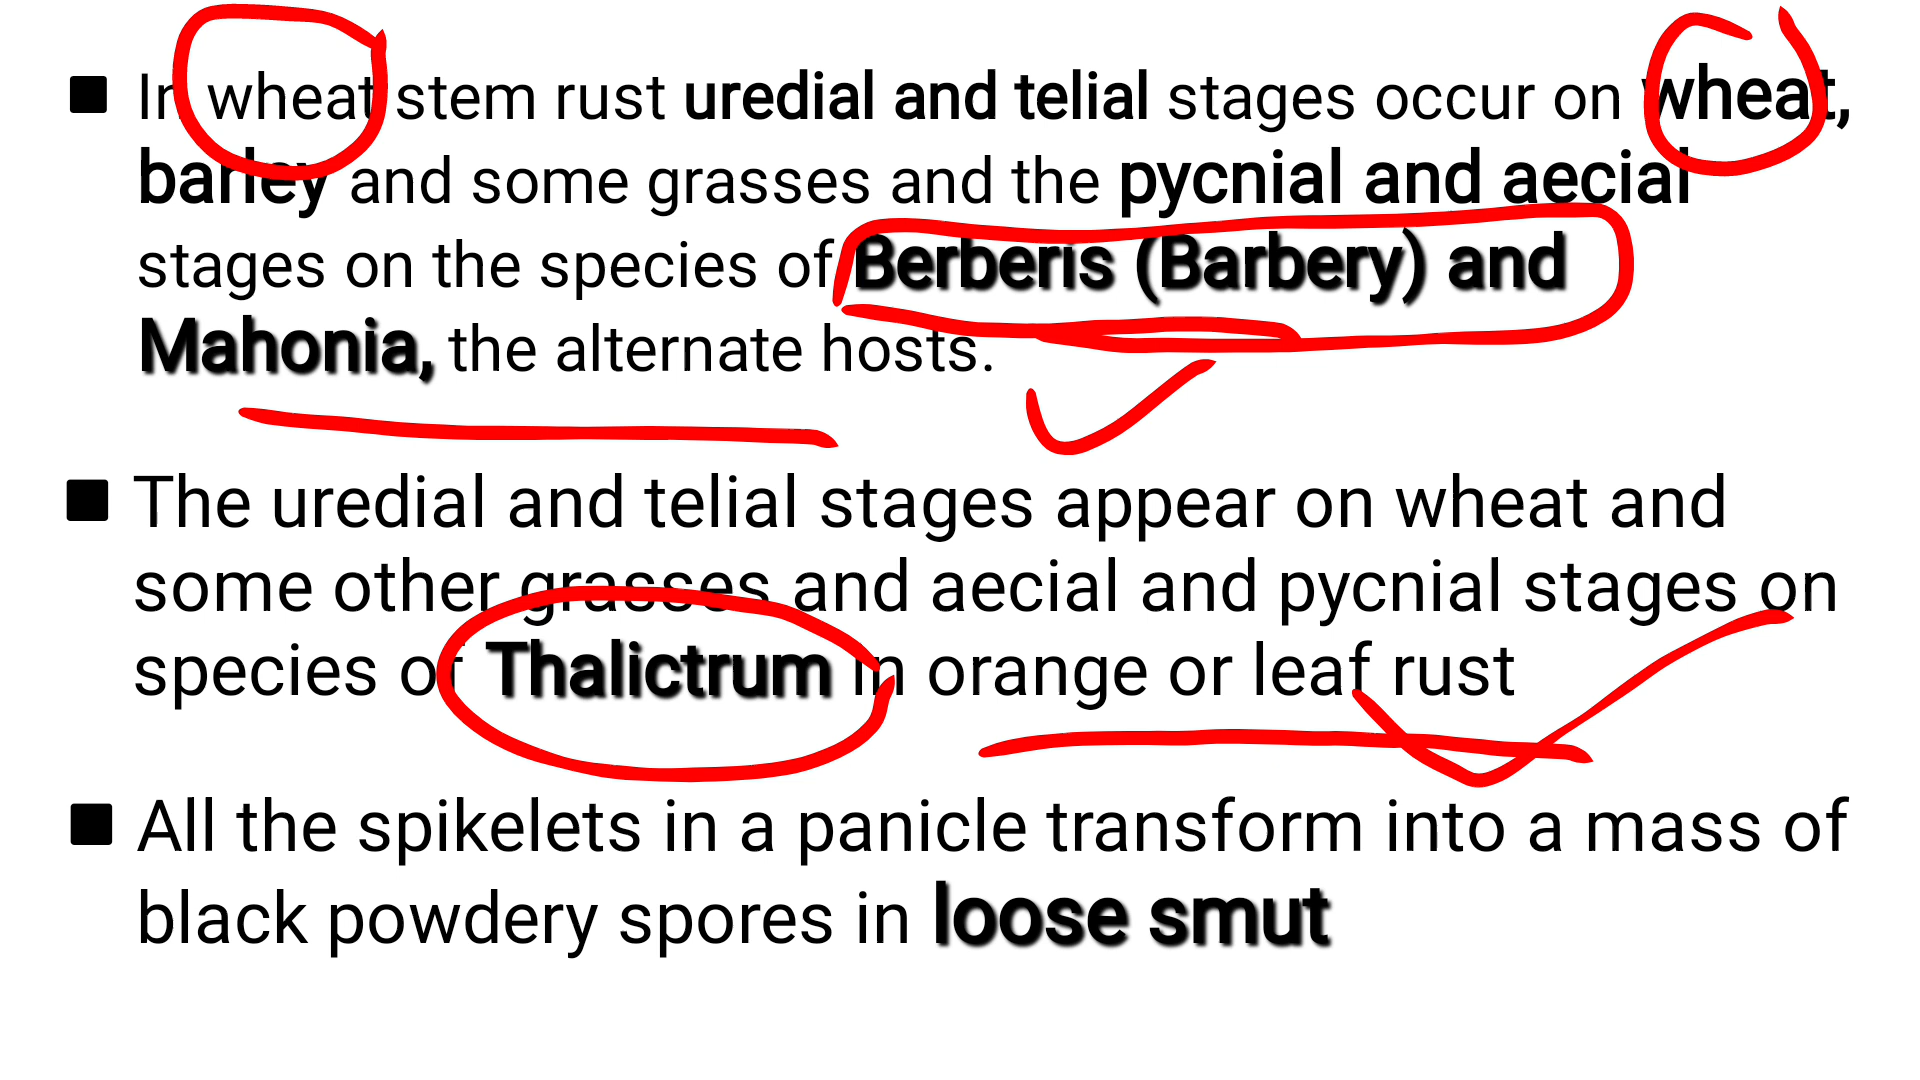 In wheat stem rust uredial and telial stages occur on wheat,
barley and some grasses and the pycnial and aecial
stages on the species of Berberis (Barbery) and
Mahonia, the alternate hosts.
The uredial and telial stages appear on wheat and
some other grasses and aecial and pycnial stages on
species of Thalictrum in orange or leaf rust
All the spikelets in a panicle transform into a mass of
black powdery spores in loose smut